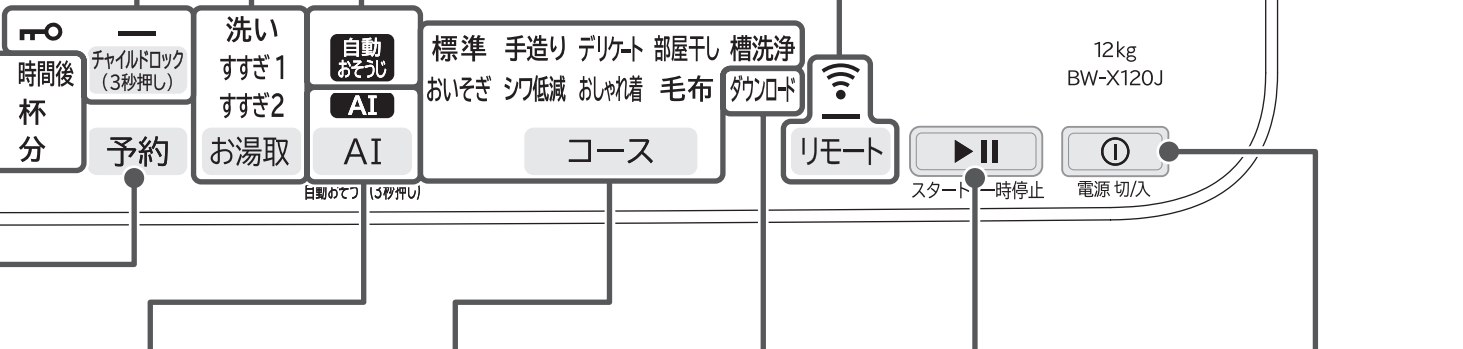 チャイルドロック
（3秒押し）
時間後
杯
分
予約
洗い
すすぎ1
すすぎ2
お湯取
自動
おそうじ
AI
AI
標準 手造り デリケート 部屋干し 槽洗浄
おいそぎ シワ低減 おしゃれ着 毛布 ダウンロード
コース
リモート
スタート 一時停止
12kg
BW-X120J
電源 切/入
（3秒押し）